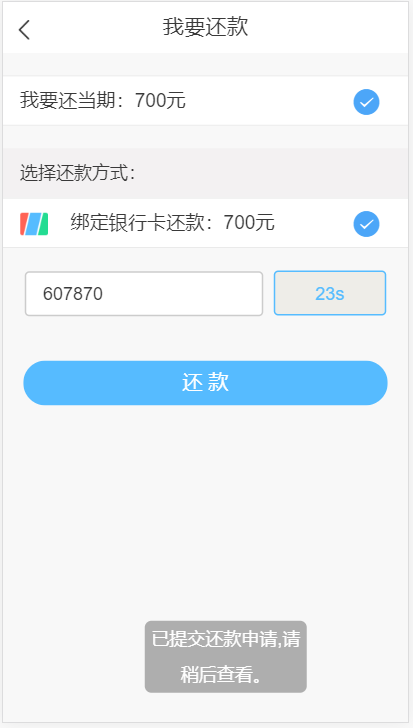 我要还款
我要还当期：700元
选择还款方式：
绑定银行卡还款：700元
607870
23s
还 款
已提交还款申请,请
稍后查看。